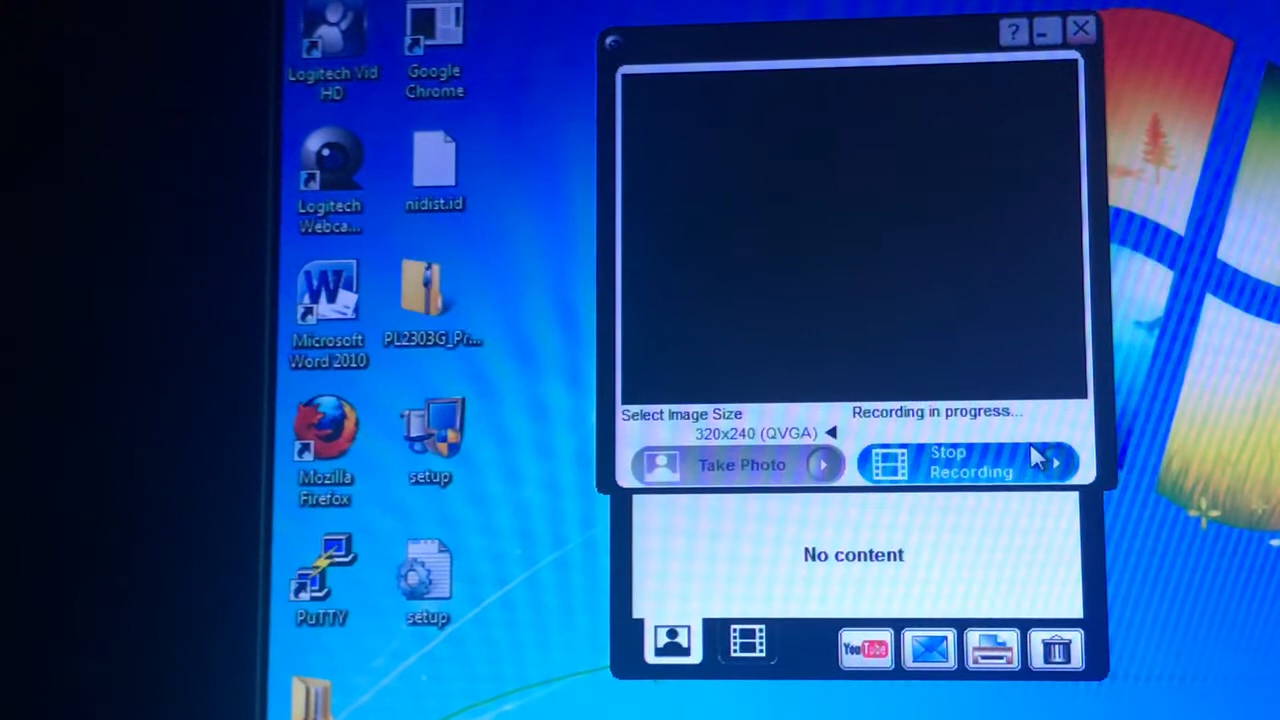 Logitech Vid
HD
Google
Chrome
Logitech
Webca...
nidist.id
Microsoft
Word 2010
PL2303G_Pr...
Mozilla
Firefox
setup
PuTTY
setup
?
Select Image Size
320x240 (QVGA)
Take Photo
Recording in progress...
Stop
Recording
No content
YouTube